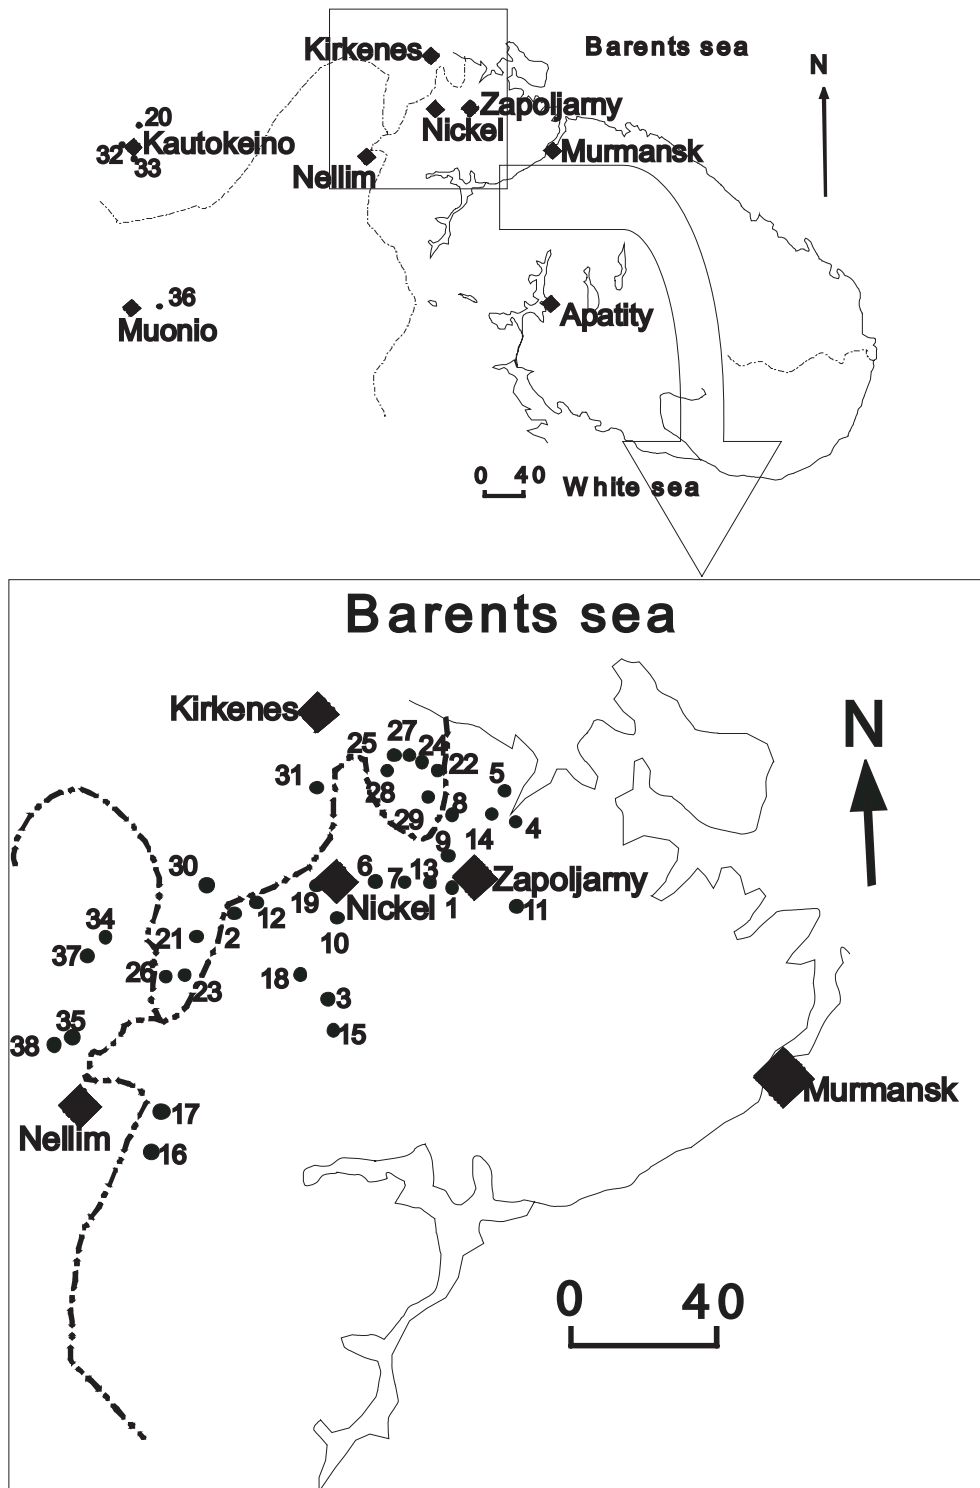 Barents sea
Kirkenes
N
Zapoljarny
20
Nickel
Kautokeino
32
33
Murmansk
Nellim
36
Muonio
Apatity
0 40
White sea
Barents sea
Kirkenes
N
27
25
24
22
31
28
5
8
29
14
4
9
30
6
7
13
Zapoljarny
19
Nickel
1
11
12
34
21
2
10
37
26
18
23
3
35
15
38
Murmansk
17
Nellim
16
0 40